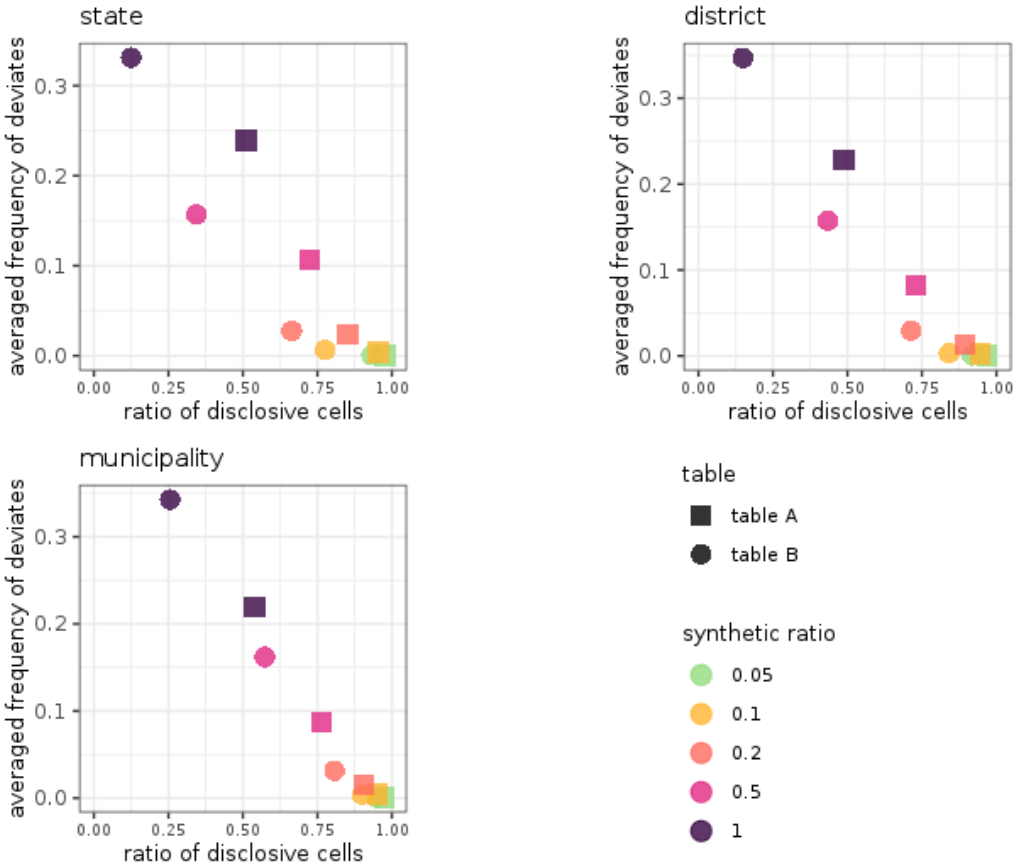 state
averaged frequency of deviates
0.3
0.2
0.1
0.0
0.00 0.25 0.50 0.75 1.00
ratio of disclosive cells
district
averaged frequency of deviates
0.3
0.2
0.1
0.0
0.00 0.25 0.50 0.75 1.00
ratio of disclosive cells
municipality
averaged frequency of deviates
0.3
0.2
0.1
0.0
0.00 0.25 0.50 0.75 1.00
ratio of disclosive cells
table
table A
table B
synthetic ratio
0.05
0.1
0.2
0.5
1